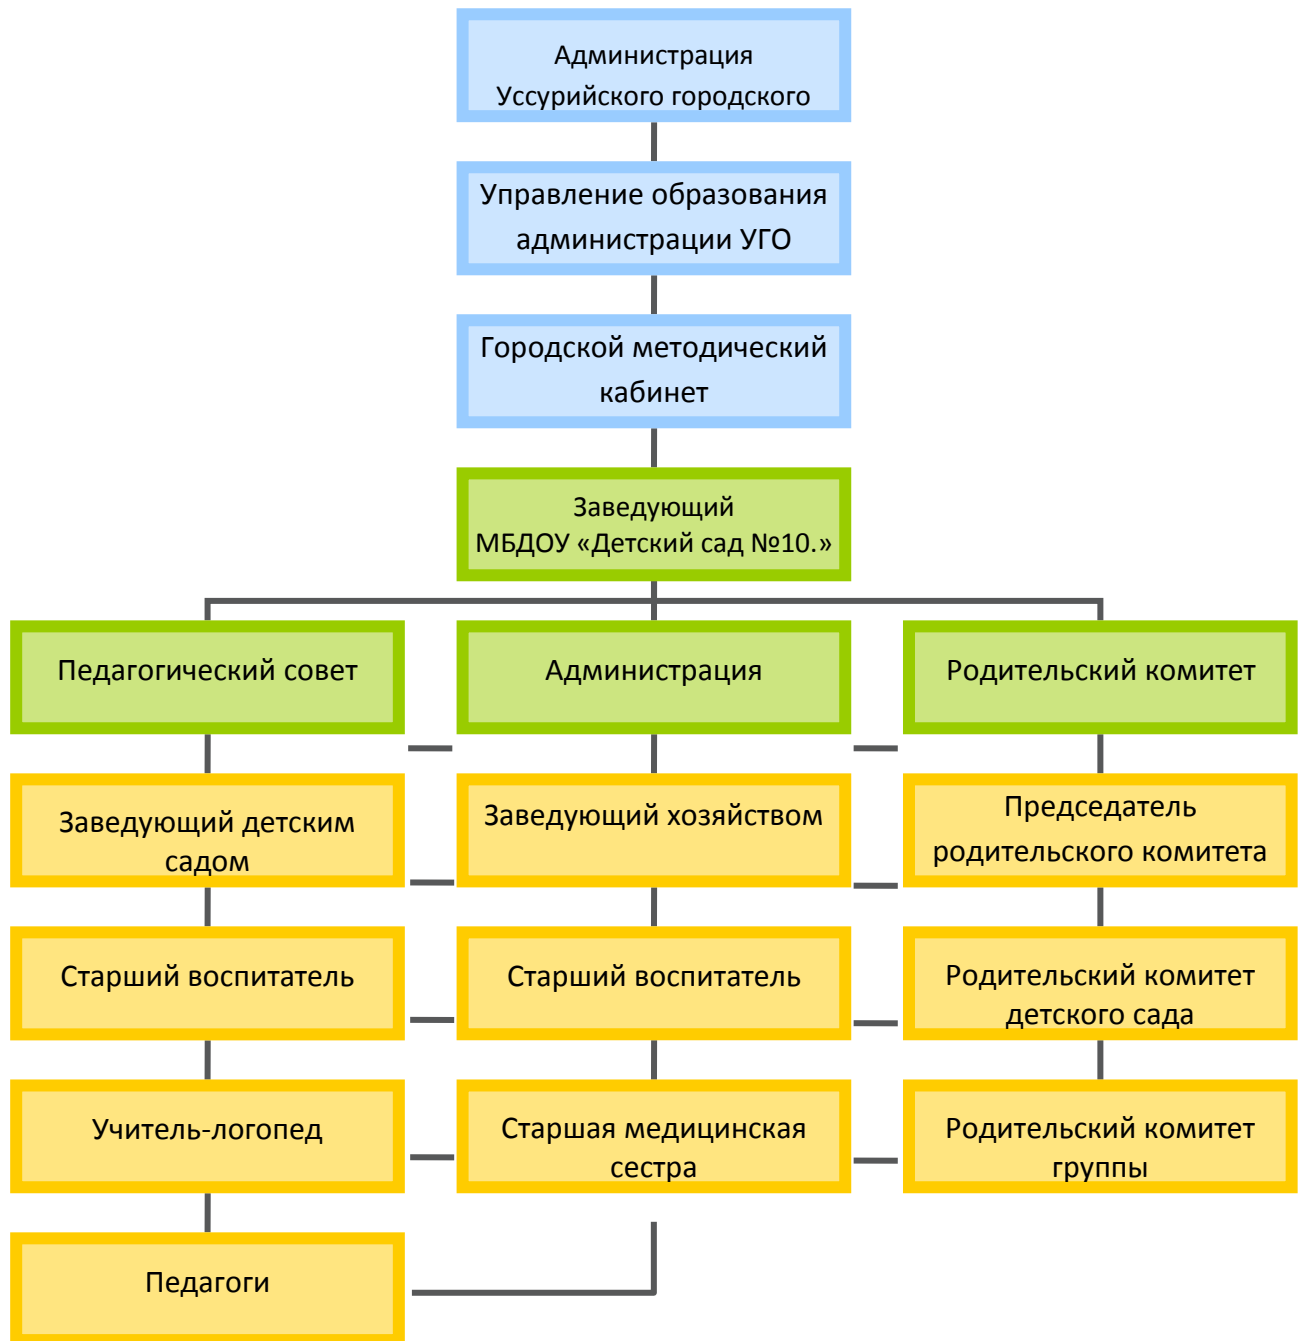 Администрация
Уссурийского городского
Управление образования
администрации УГО
Городской методический
кабинет
Заведующий
МБДОУ «Детский сад №10.»
Педагогический совет
Администрация
Родительский комитет
Заведующий детским
садом
Заведующий хозяйством
Председатель
родительского комитета
Старший воспитатель
Старший воспитатель
Родительский комитет
детского сада
Учитель-логопед
Старшая медицинская
сестра
Родительский комитет
группы
Педагоги